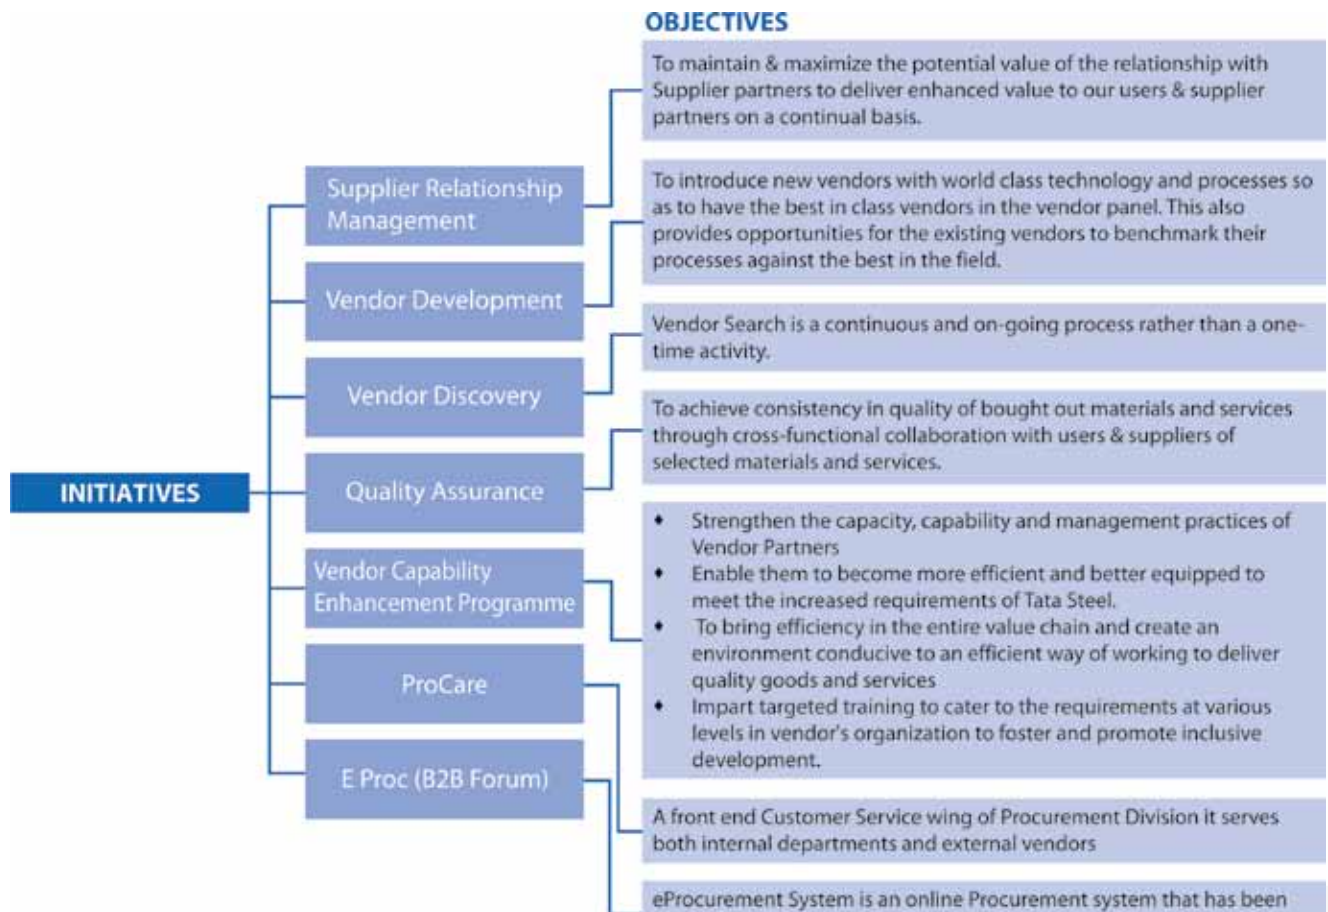 OBJECTIVES
To maintain & maximize the potential value of the relationship with
Supplier partners to deliver enhanced value to our users & supplier
partners on a continual basis.
Supplier Relationship
Management
To introduce new vendors with world class technology and processes so
as to have the best in class vendors in the vendor panel. This also
provides opportunities for the existing vendors to benchmark their
processes against the best in the field.
Vendor Development
Vendor Search is a continuous and on-going process rather than a one-
time activity.
Vendor Discovery
To achieve consistency in quality of bought out materials and services
through cross-functional collaboration with users & suppliers of
selected materials and services.
INITIATIVES
Quality Assurance
♦ Strengthen the capacity, capability and management practices of
Vendor Partners
♦ Enable them to become more efficient and better equipped to
meet the increased requirements of Tata Steel.
♦ To bring efficiency in the entire value chain and create an
environment conducive to an efficient way of working to deliver
quality goods and services
♦ Impart targeted training to cater to the requirements at various
levels in vendor's organization to foster and promote inclusive
development.
Vendor Capability
Enhancement Programme
ProCare
A front end Customer Service wing of Procurement Division it serves
both internal departments and external vendors
E Proc (B2B Forum)
eProcurement System is an online Procurement system that has been